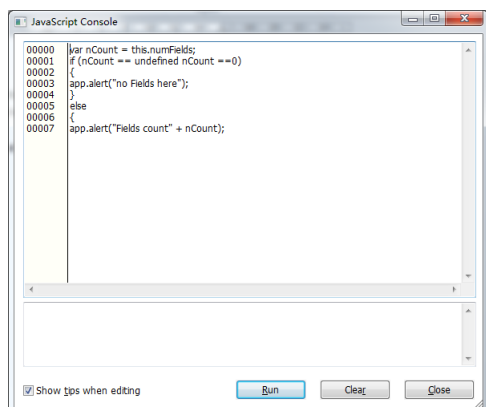 JavaScript Console
00000 var nCount = this.numFields;
00001 if (nCount == undefined nCount ==0)
00002 {
00003 app.alert("no Fields here");
00004 }
00005 else
00006 {
00007 app.alert("Fields count" + nCount);
Show tips when editing
Run
Clear
Close